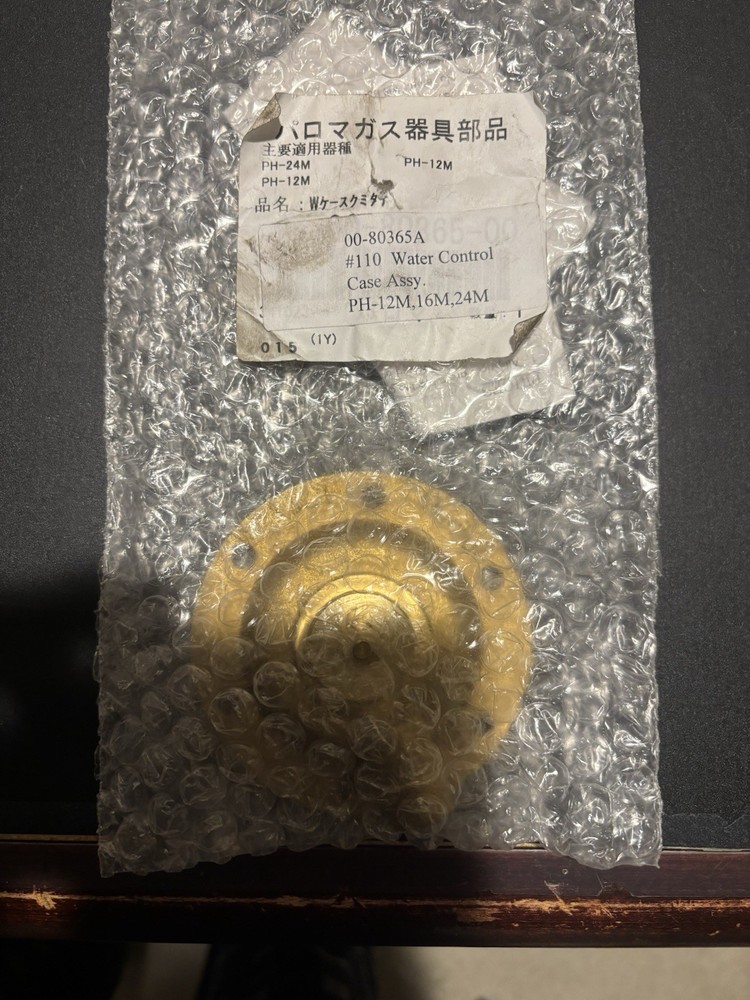 パロマガス器具部品
主要適用器種
PH-24M PH-12M
PH-12M
品名：Wケースクミタテ
00-80365A
#110 Water Control
Case Assy.
PH-12M,16M,24M
015 (IY)